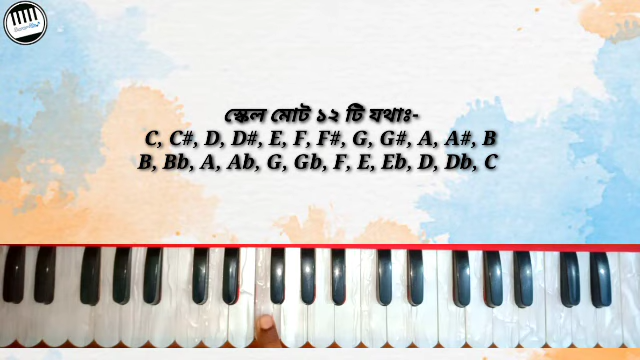 স্কেল মোট ১২ টি যথাঃ-
C, C#, D, D#, E, F, F#, G, G#, A, A#, B
B, Bb, A, Ab, G, Gb, F, E, Eb, D, Db, C